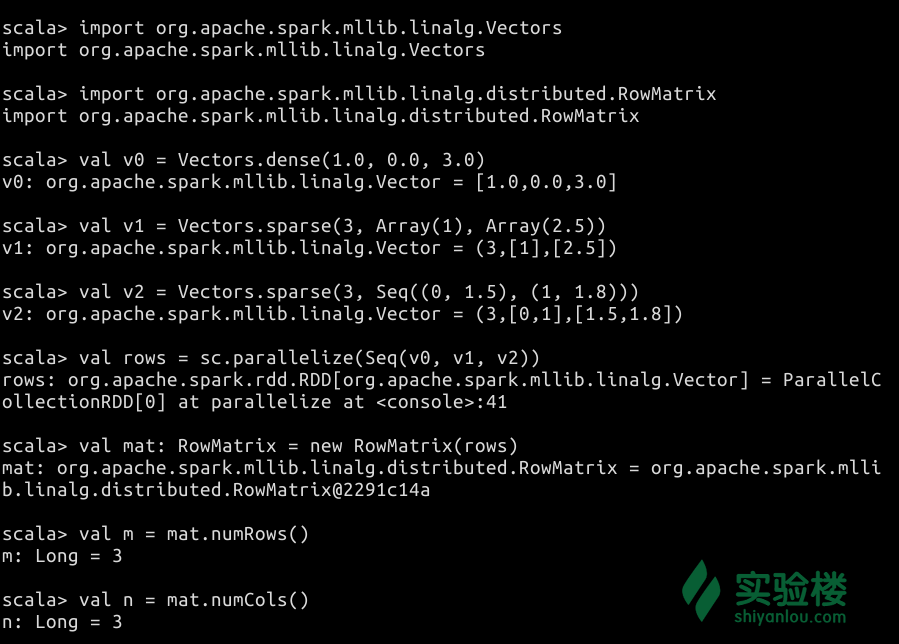 scala> import org.apache.spark.mllib.linalg.Vectors
import org.apache.spark.mllib.linalg.Vectors
scala> import org.apache.spark.mllib.linalg.distributed.RowMatrix
import org.apache.spark.mllib.linalg.distributed.RowMatrix
scala> val v0 = Vectors.dense(1.0, 0.0, 3.0)
v0: org.apache.spark.mllib.linalg.Vector = [1.0,0.0,3.0]
scala> val v1 = Vectors.sparse(3, Array(1), Array(2.5))
v1: org.apache.spark.mllib.linalg.Vector = (3,[1],[2.5])
scala> val v2 = Vectors.sparse(3, Seq((0, 1.5), (1, 1.8)))
v2: org.apache.spark.mllib.linalg.Vector = (3,[0,1],[1.5,1.8])
scala> val rows = sc.parallelize(Seq(v0, v1, v2))
rows: org.apache.spark.rdd.RDD[org.apache.spark.mllib.linalg.Vector] = ParallelC
ollectionRDD[0] at parallelize at <console>:41
scala> val mat: RowMatrix = new RowMatrix(rows)
mat: org.apache.spark.mllib.linalg.distributed.RowMatrix = org.apache.spark.mlli
b.linalg.distributed.RowMatrix@2291c14a
scala> val m = mat.numRows()
m: Long = 3
scala> val n = mat.numCols()
n: Long = 3
实验楼
shiyanlou.com